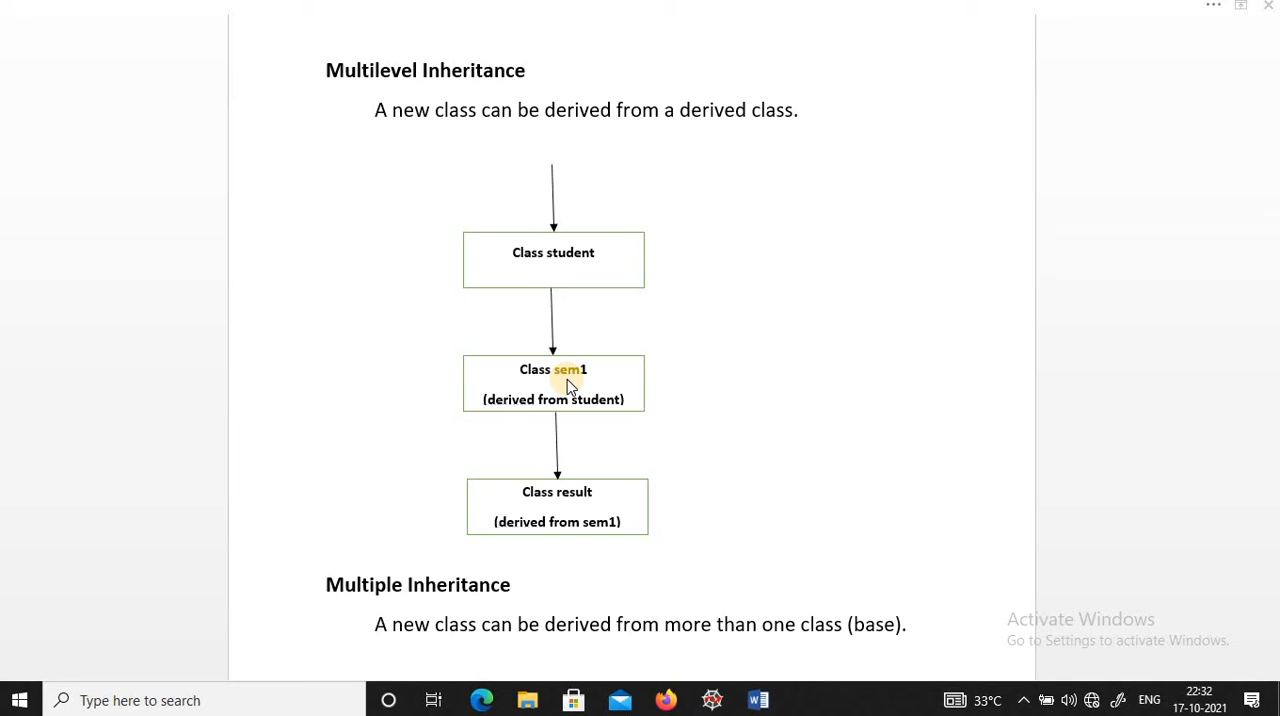 Multilevel Inheritance
A new class can be derived from a derived class.
Class student
Class sem1
(derived from student)
Class result
(derived from sem1)
Multiple Inheritance
A new class can be derived from more than one class (base).
Activate Windows
Go to Settings to activate Windows.
Type here to search
33°C
ENG
22:32
17-10-2021